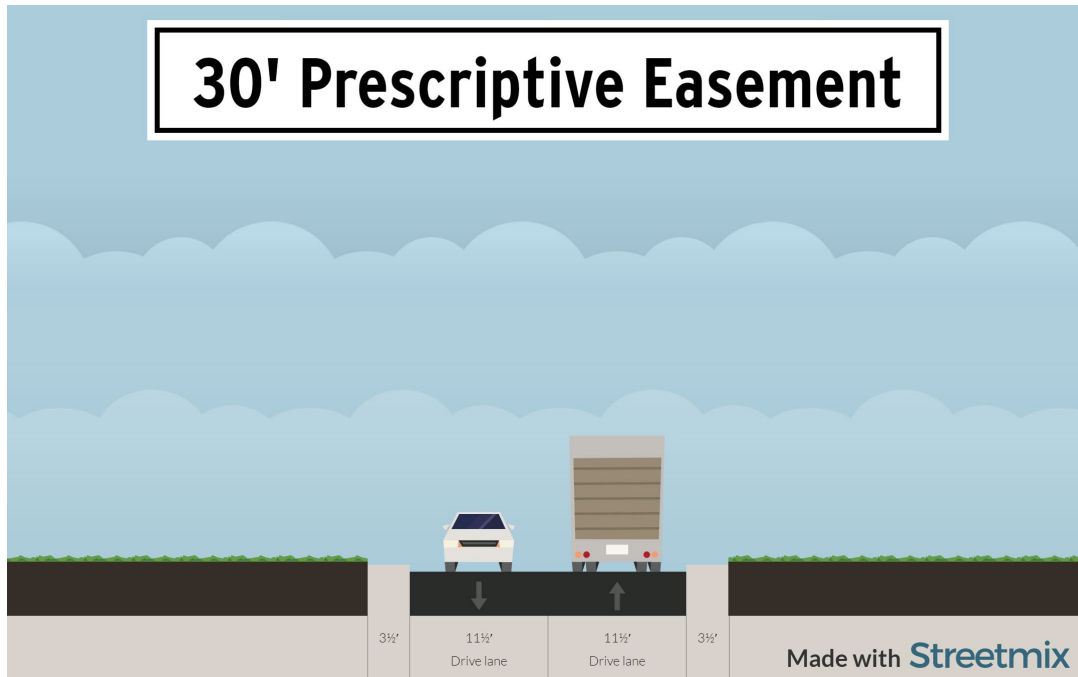 30' Prescriptive Easement
3½′
11½′
Drive lane
11½′
Drive lane
3½′
Made with Streetmix